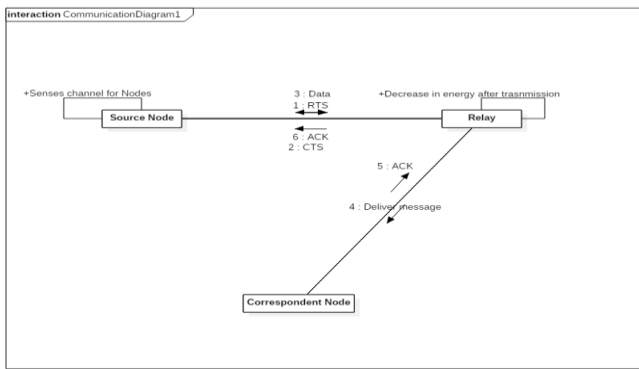 interaction CommunicationDiagram1
+Senses channel for Nodes
3 : Data
+Decrease in energy after trasnmission
1 : RTS
Source Node
Relay
6 : ACK
2 : CTS
5 : ACK
4 : Deliver message
Correspondent Node